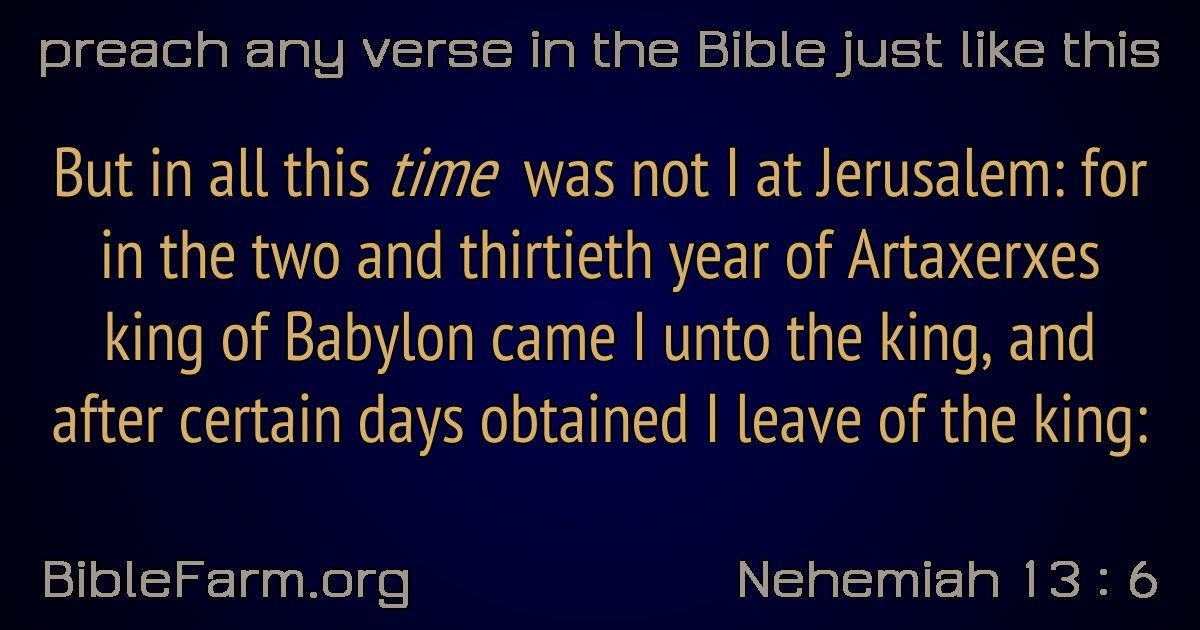 preach any verse in the Bible just like this
But in all this time was not I at Jerusalem: for
in the two and thirtieth year of Artaxerxes
king of Babylon came I unto the king, and
after certain days obtained I leave of the king:
BibleFarm.org
Nehemiah 13 : 6